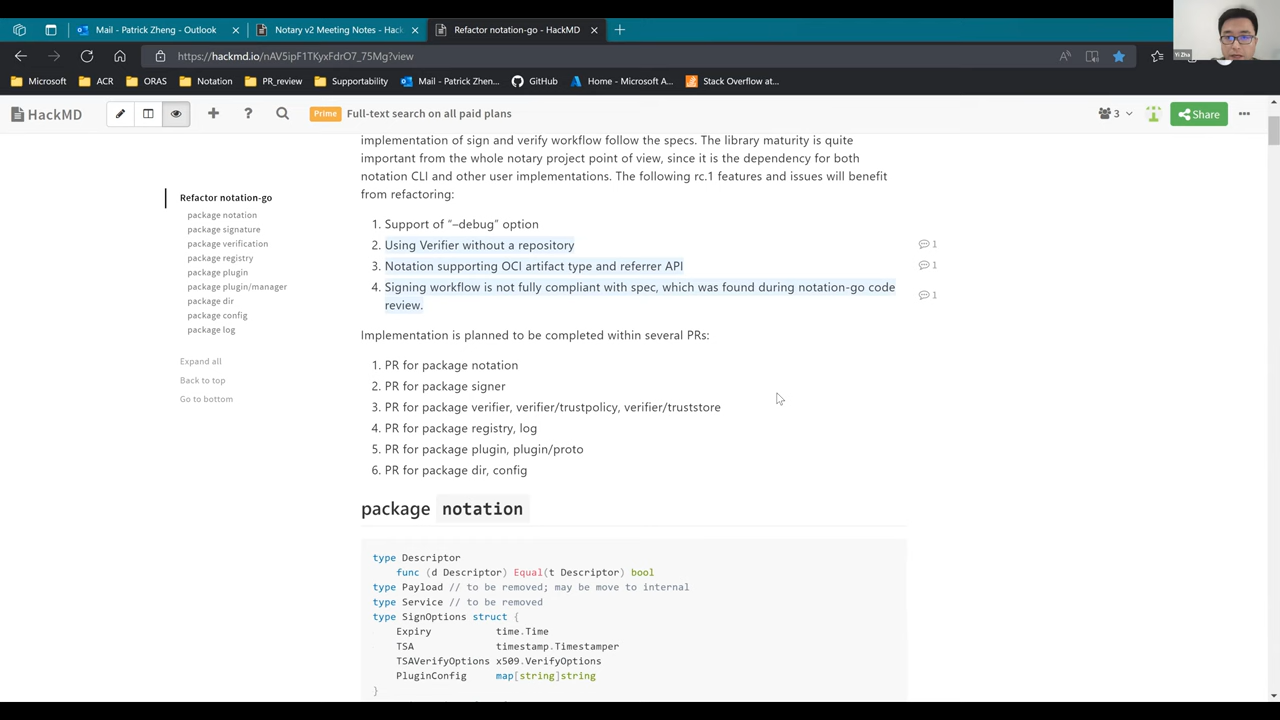 Mail - Patrick Zheng - Outlook
Notary v2 Meeting Notes - Hac
Refactor notation-go - HackMD
https://hackmd.io/nAV5ipF1TKyxFdrO7_75Mg?view
Yi Zha
Microsoft
ACR
ORAS
Notation
PR_review
Supportability
Mail - Patrick Zhen...
GitHub
Home - Microsoft A...
Stack Overflow at...
HackMD
Prime
Full-text search on all paid plans
3
Share
Refactor notation-go
package notation
package signature
package verification
package registry
package plugin
package plugin/manager
package dir
package config
package log
Expand all
Back to top
Go to bottom
implementation of sign and verify workflow follow the specs. The library maturity is quite
important from the whole notary project point of view, since it is the dependency for both
notation CLI and other user implementations. The following rc.1 features and issues will benefit
from refactoring:
1. Support of “–debug” option
2. Using Verifier without a repository
1
3. Notation supporting OCI artifact type and referrer API
1
4. Signing workflow is not fully compliant with spec, which was found during notation-go code
review.
1
Implementation is planned to be completed within several PRs:
1. PR for package notation
2. PR for package signer
3. PR for package verifier, verifier/trustpolicy, verifier/truststore
4. PR for package registry, log
5. PR for package plugin, plugin/proto
6. PR for package dir, config
package notation
type Descriptor
func (d Descriptor) Equal(t Descriptor) bool
type Payload // to be removed; may be move to internal
type Service // to be removed
type SignOptions struct {
Expiry time.Time
TSA timestamp.Timestamper
TSAVerifyOptions x509.VerifyOptions
PluginConfig map[string]string
}